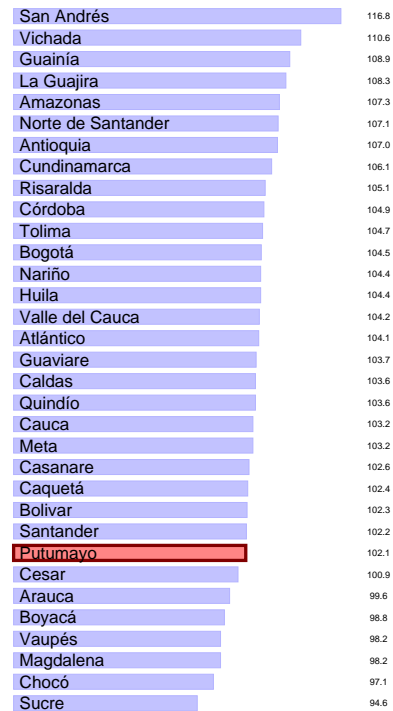 San Andrés 116.8
Vichada 110.6
Guainía 108.9
La Guajira 108.3
Amazonas 107.3
Norte de Santander 107.1
Antioquia 107.0
Cundinamarca 106.1
Risaralda 105.1
Córdoba 104.9
Tolima 104.7
Bogotá 104.5
Nariño 104.4
Huila 104.4
Valle del Cauca 104.2
Atlántico 104.1
Guaviare 103.7
Caldas 103.6
Quindío 103.6
Cauca 103.2
Meta 103.2
Casanare 102.6
Caquetá 102.4
Bolivar 102.3
Santander 102.2
Putumayo 102.1
Cesar 100.9
Arauca 99.6
Boyacá 98.8
Vaupés 98.2
Magdalena 98.2
Chocó 97.1
Sucre 94.6